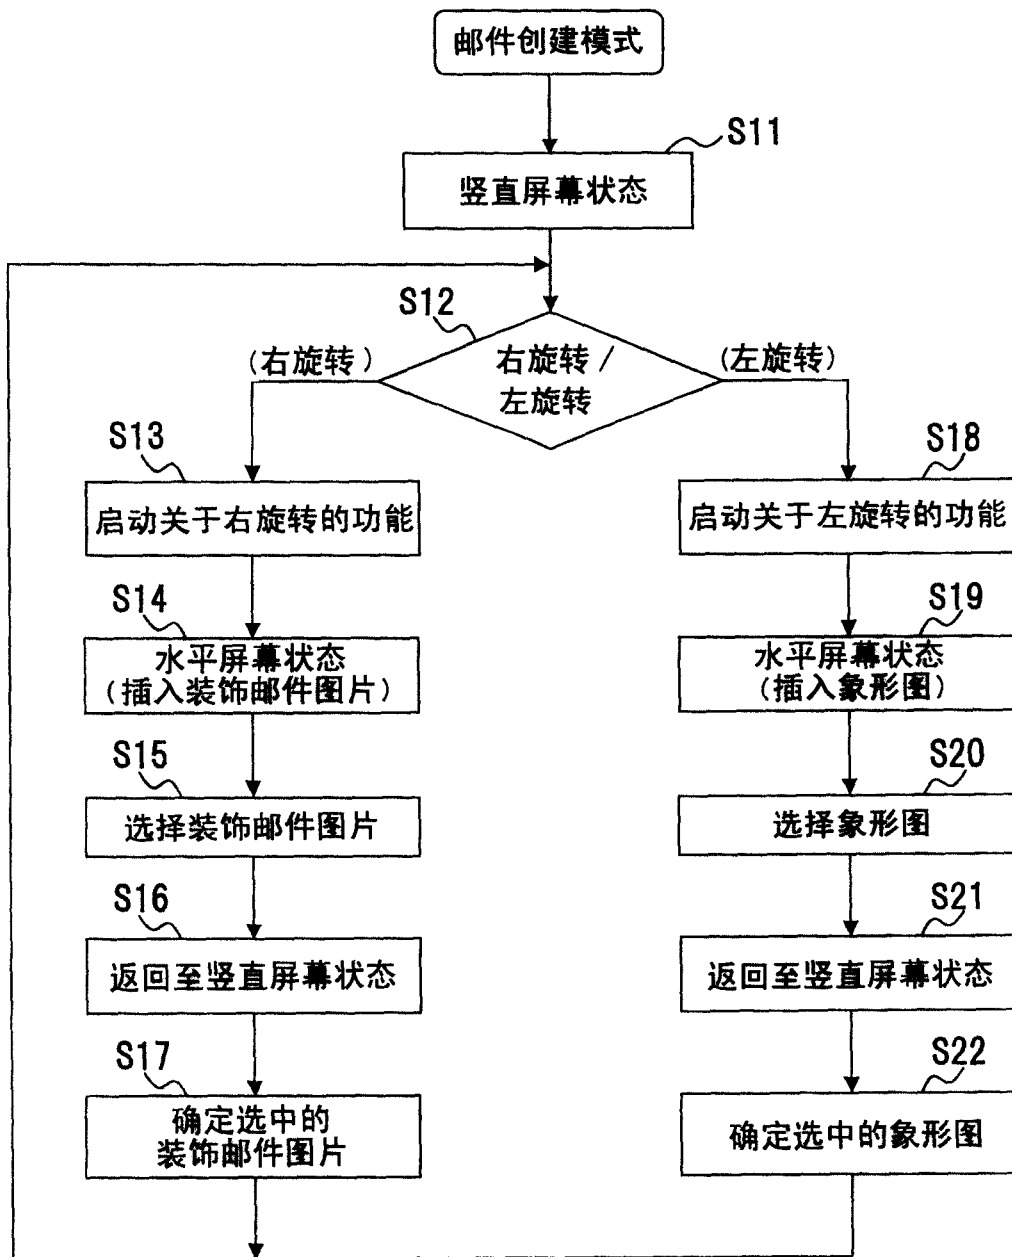 邮件创建模式
S11
竖直屏幕状态
S12
右旋转 /
左旋转
(右旋转)
(左旋转)
S13
启动关于右旋转的功能
S14
水平屏幕状态
(插入装饰邮件图片)
S15
选择装饰邮件图片
S16
返回至竖直屏幕状态
S17
确定选中的
装饰邮件图片
S18
启动关于左旋转的功能
S19
水平屏幕状态
(插入象形图)
S20
选择象形图
S21
返回至竖直屏幕状态
S22
确定选中的象形图